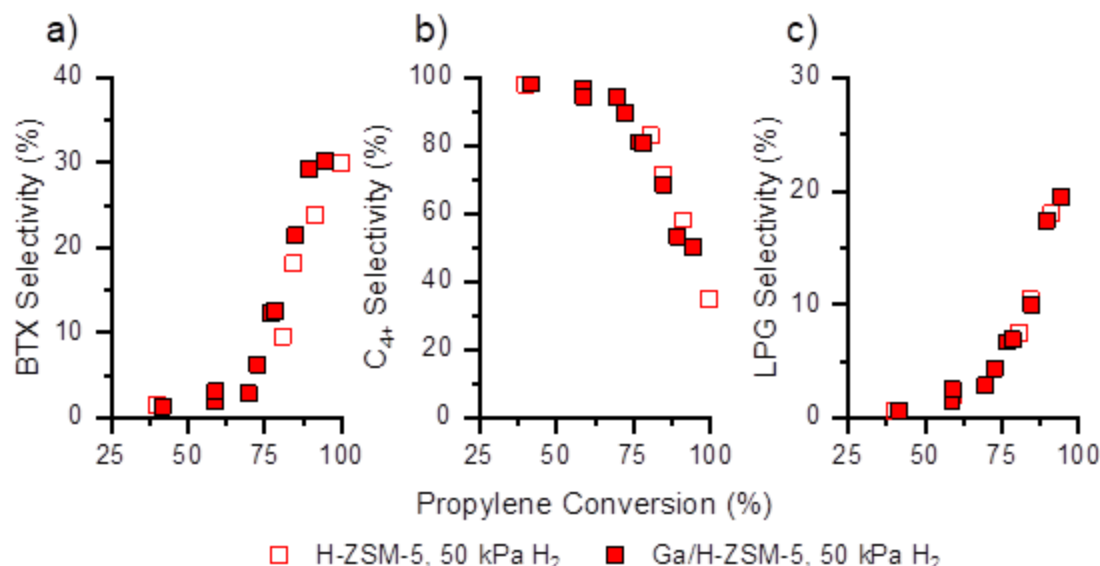 a)
b)
c)
BTX Selectivity (%)
40
30
20
10
0
25 50 75 100
C₄₊ Selectivity (%)
100
80
60
40
20
0
25 50 75 100
LPG Selectivity (%)
30
20
10
0
25 50 75 100
Propylene Conversion (%)
H-ZSM-5, 50 kPa H₂
Ga/H-ZSM-5, 50 kPa H₂